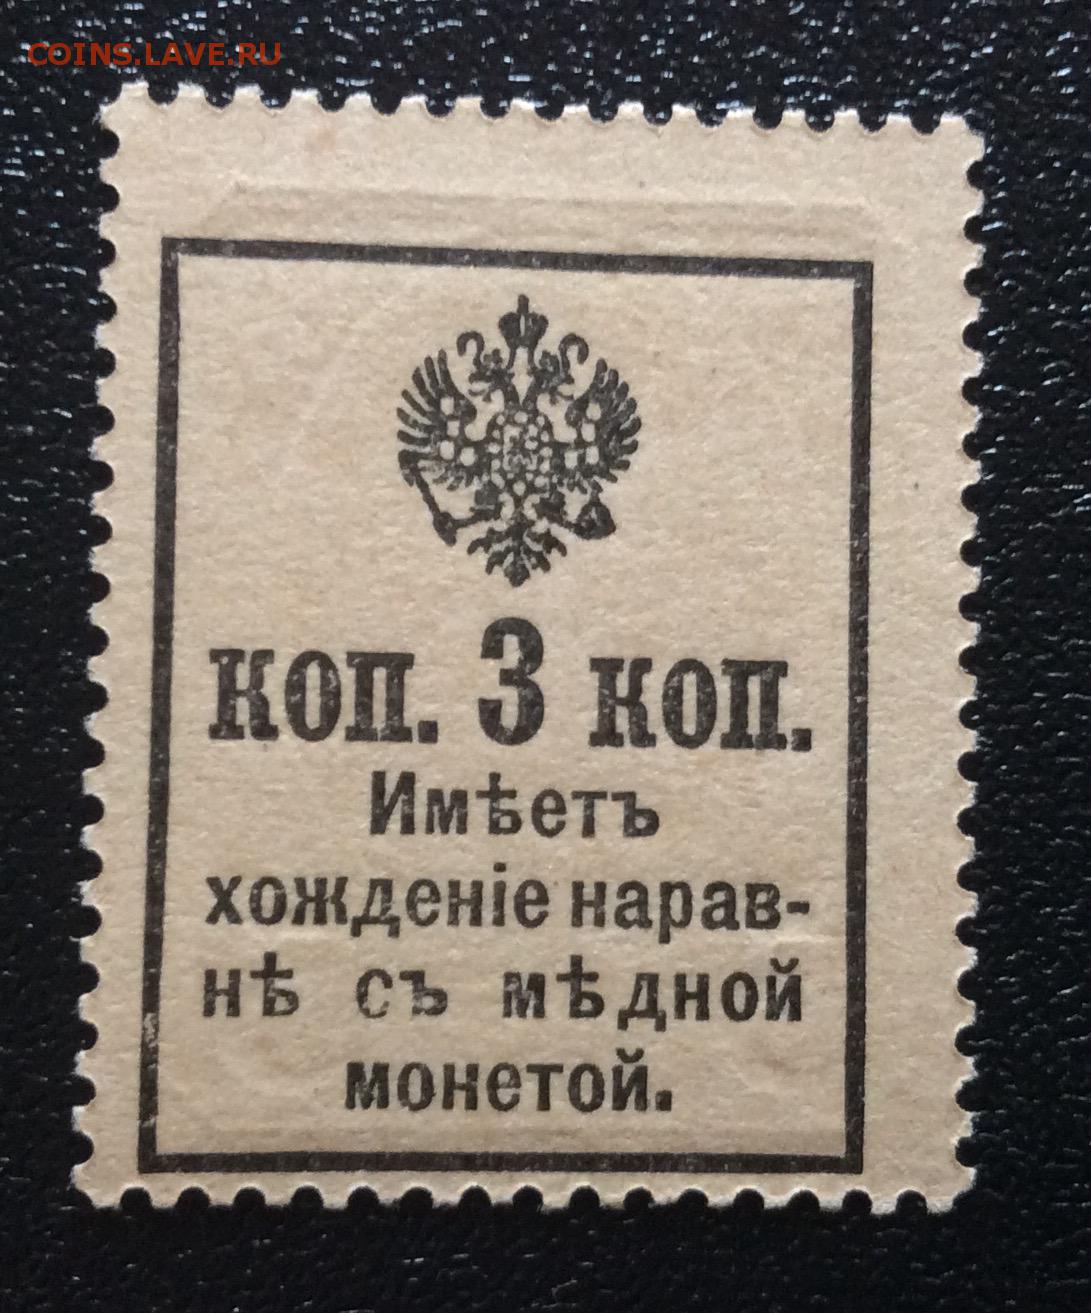 COINS.LAVE.RU
КОП. 3 КОП.
Имѣетъ
хожденіе нарав-
нѣ съ мѣдной
монетой.